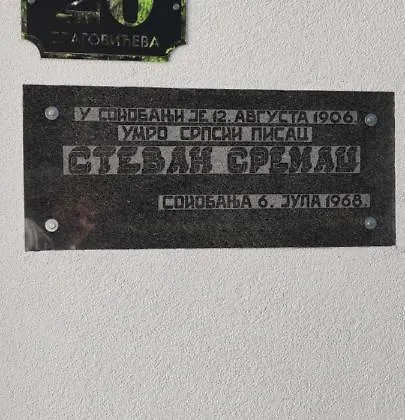 20
У СОКОБАЊИ ЈЕ 12. АВГУСТА 1906.
УМРО СРПСКИ ПИСАЦ
СТЕВАН СРЕМАЦ
СОКОБАЊА 6. ЈУЛА 1968.